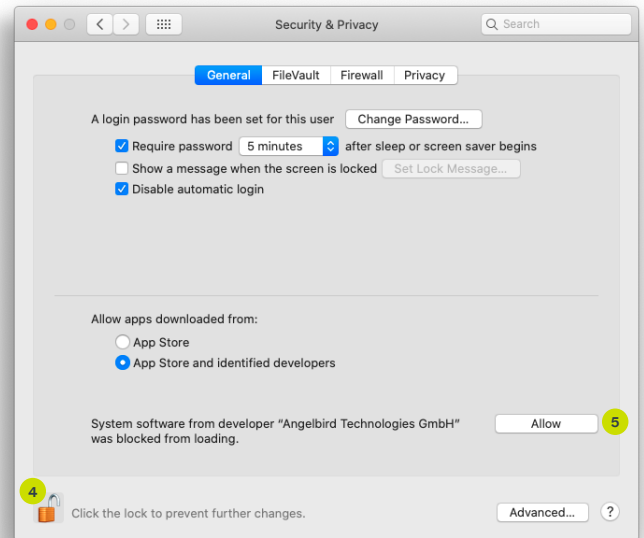 Security & Privacy
Search
General FileVault Firewall Privacy
A login password has been set for this user Change Password...
Require password 5 minutes after sleep or screen saver begins
Show a message when the screen is locked Set Lock Message...
Disable automatic login
Allow apps downloaded from:
App Store
App Store and identified developers
System software from developer “Angelbird Technologies GmbH” Allow 5
was blocked from loading.
4
Click the lock to prevent further changes. Advanced... ?